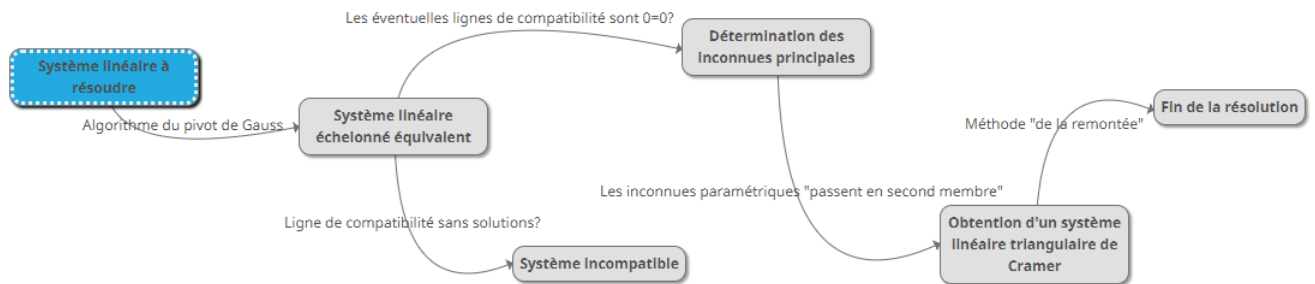 Système linéaire à
résoudre
Algorithme du pivot de Gauss
Système linéaire
échelonné équivalent
Les éventuelles lignes de compatibilité sont 0=0?
Ligne de compatibilité sans solutions?
Système incompatible
Détermination des
inconnues principales
Les inconnues paramétriques "passent en second membre"
Obtention d'un système
linéaire triangulaire de
Cramer
Méthode "de la remontée"
Fin de la résolution